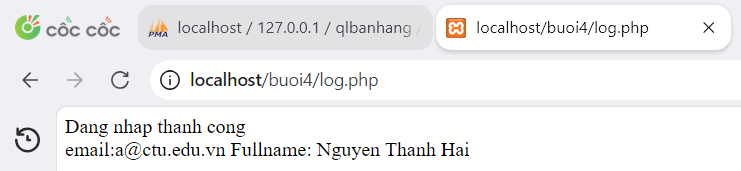 cốc cốc
PMA
localhost / 127.0.0.1 / qlbanhang /
localhost/buoi4/log.php
localhost/buoi4/log.php
Dang nhap thanh cong
email:a@ctu.edu.vn Fullname: Nguyen Thanh Hai